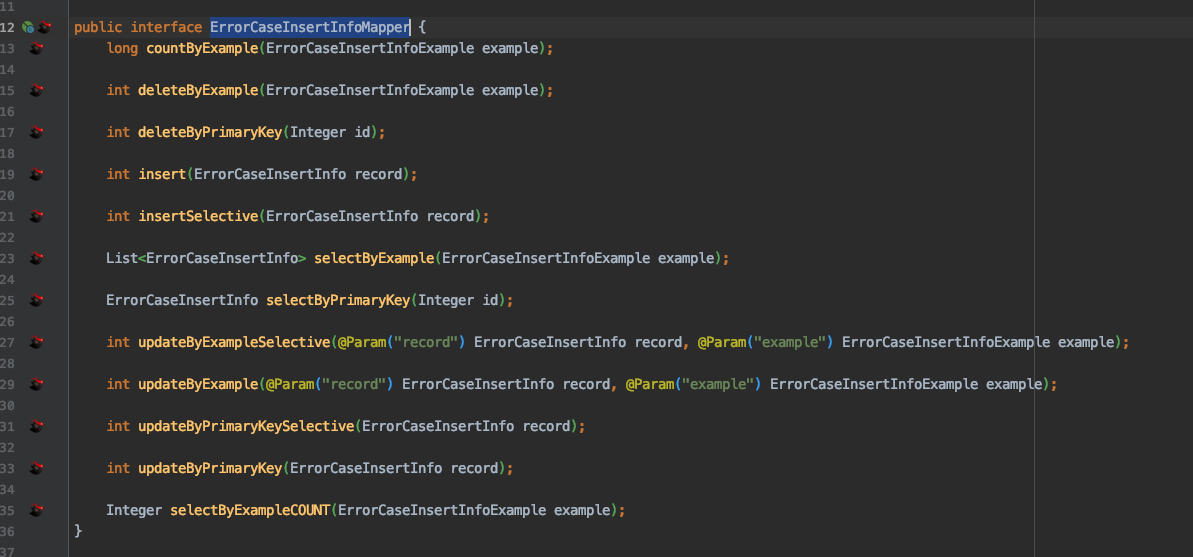 11
12 public interface ErrorCaseInsertInfoMapper {
13 long countByExample(ErrorCaseInsertInfoExample example);
14
15 int deleteByExample(ErrorCaseInsertInfoExample example);
16
17 int deleteByPrimaryKey(Integer id);
18
19 int insert(ErrorCaseInsertInfo record);
20
21 int insertSelective(ErrorCaseInsertInfo record);
22
23 List<ErrorCaseInsertInfo> selectByExample(ErrorCaseInsertInfoExample example);
24
25 ErrorCaseInsertInfo selectByPrimaryKey(Integer id);
26
27 int updateByExampleSelective(@Param("record") ErrorCaseInsertInfo record, @Param("example") ErrorCaseInsertInfoExample example);
28
29 int updateByExample(@Param("record") ErrorCaseInsertInfo record, @Param("example") ErrorCaseInsertInfoExample example);
30
31 int updateByPrimaryKeySelective(ErrorCaseInsertInfo record);
32
33 int updateByPrimaryKey(ErrorCaseInsertInfo record);
34
35 Integer selectByExampleCOUNT(ErrorCaseInsertInfoExample example);
36 }
37